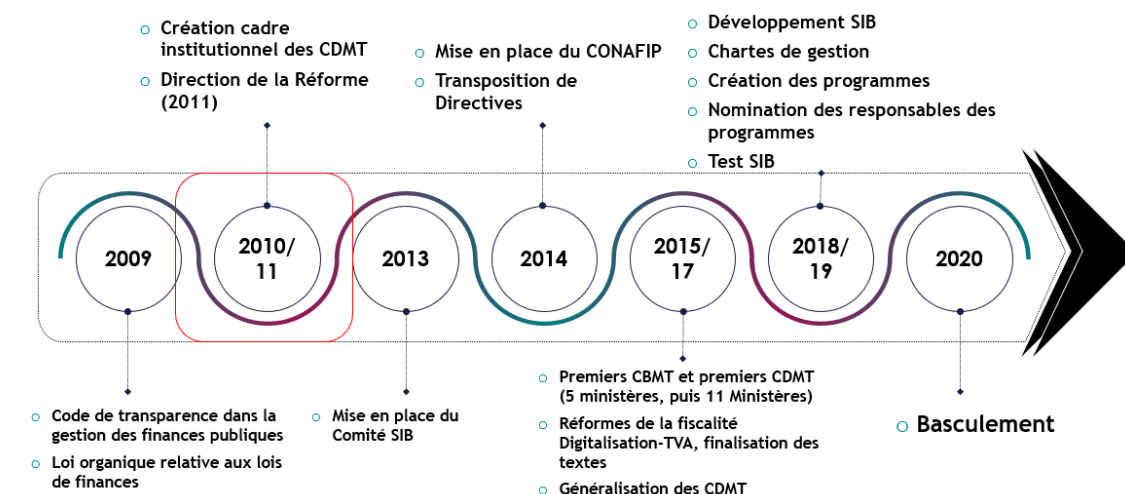 ○ Création cadre
institutionnel des CDMT
○ Direction de la Réforme
(2011)
○ Mise en place du CONAFIP
○ Transposition de
Directives
○ Développement SIB
○ Chartes de gestion
○ Création des programmes
○ Nomination des responsables des
programmes
○ Test SIB
2009
2010/
11
2013
2014
2015/
17
2018/
19
2020
○ Code de transparence dans la
gestion des finances publiques
○ Loi organique relative aux lois
de finances
○ Mise en place du
Comité SIB
○ Premiers CBMT et premiers CDMT
(5 ministères, puis 11 Ministères)
○ Réformes de la fiscalité
Digitalisation-TVA, finalisation des
textes
○ Généralisation des CDMT
○ Basculement